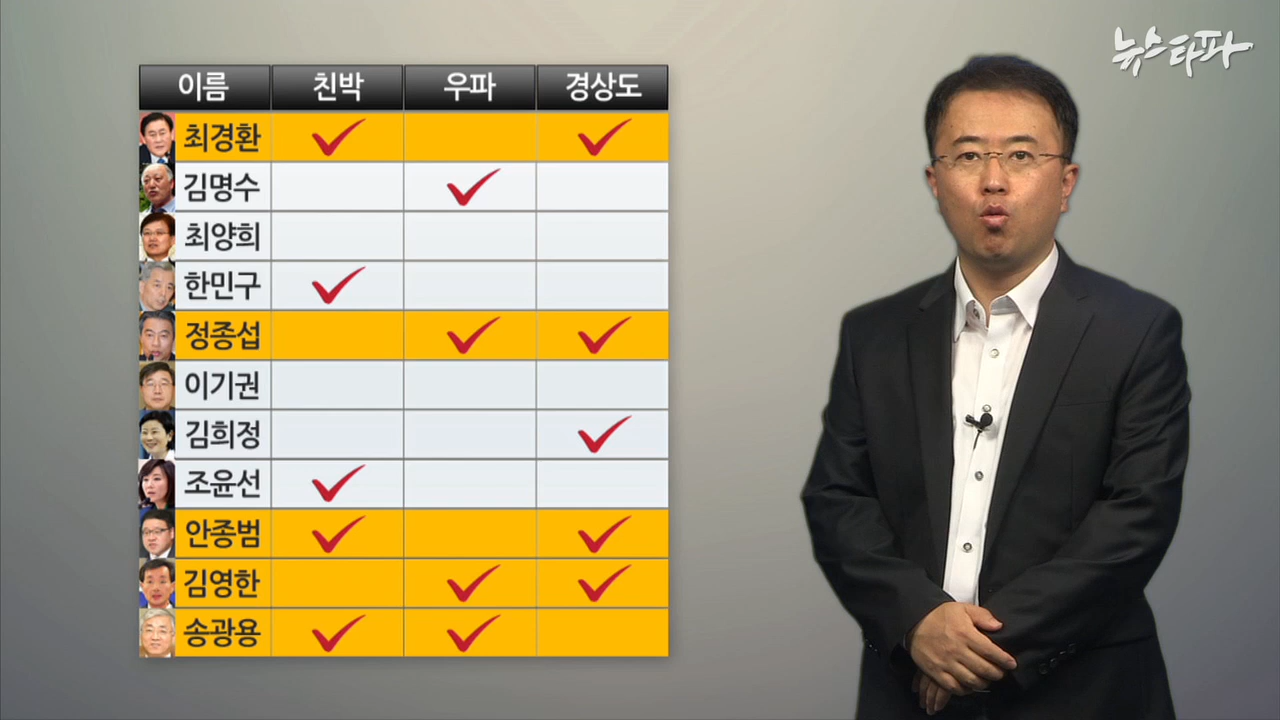 뉴스타파
이름 친박 우파 경상도
최경환 ✓ ✓
김명수 ✓
최양희
한민구 ✓
정종섭 ✓ ✓
이기권
김희정 ✓
조윤선 ✓
안종범 ✓ ✓
김영한 ✓ ✓
송광용 ✓ ✓